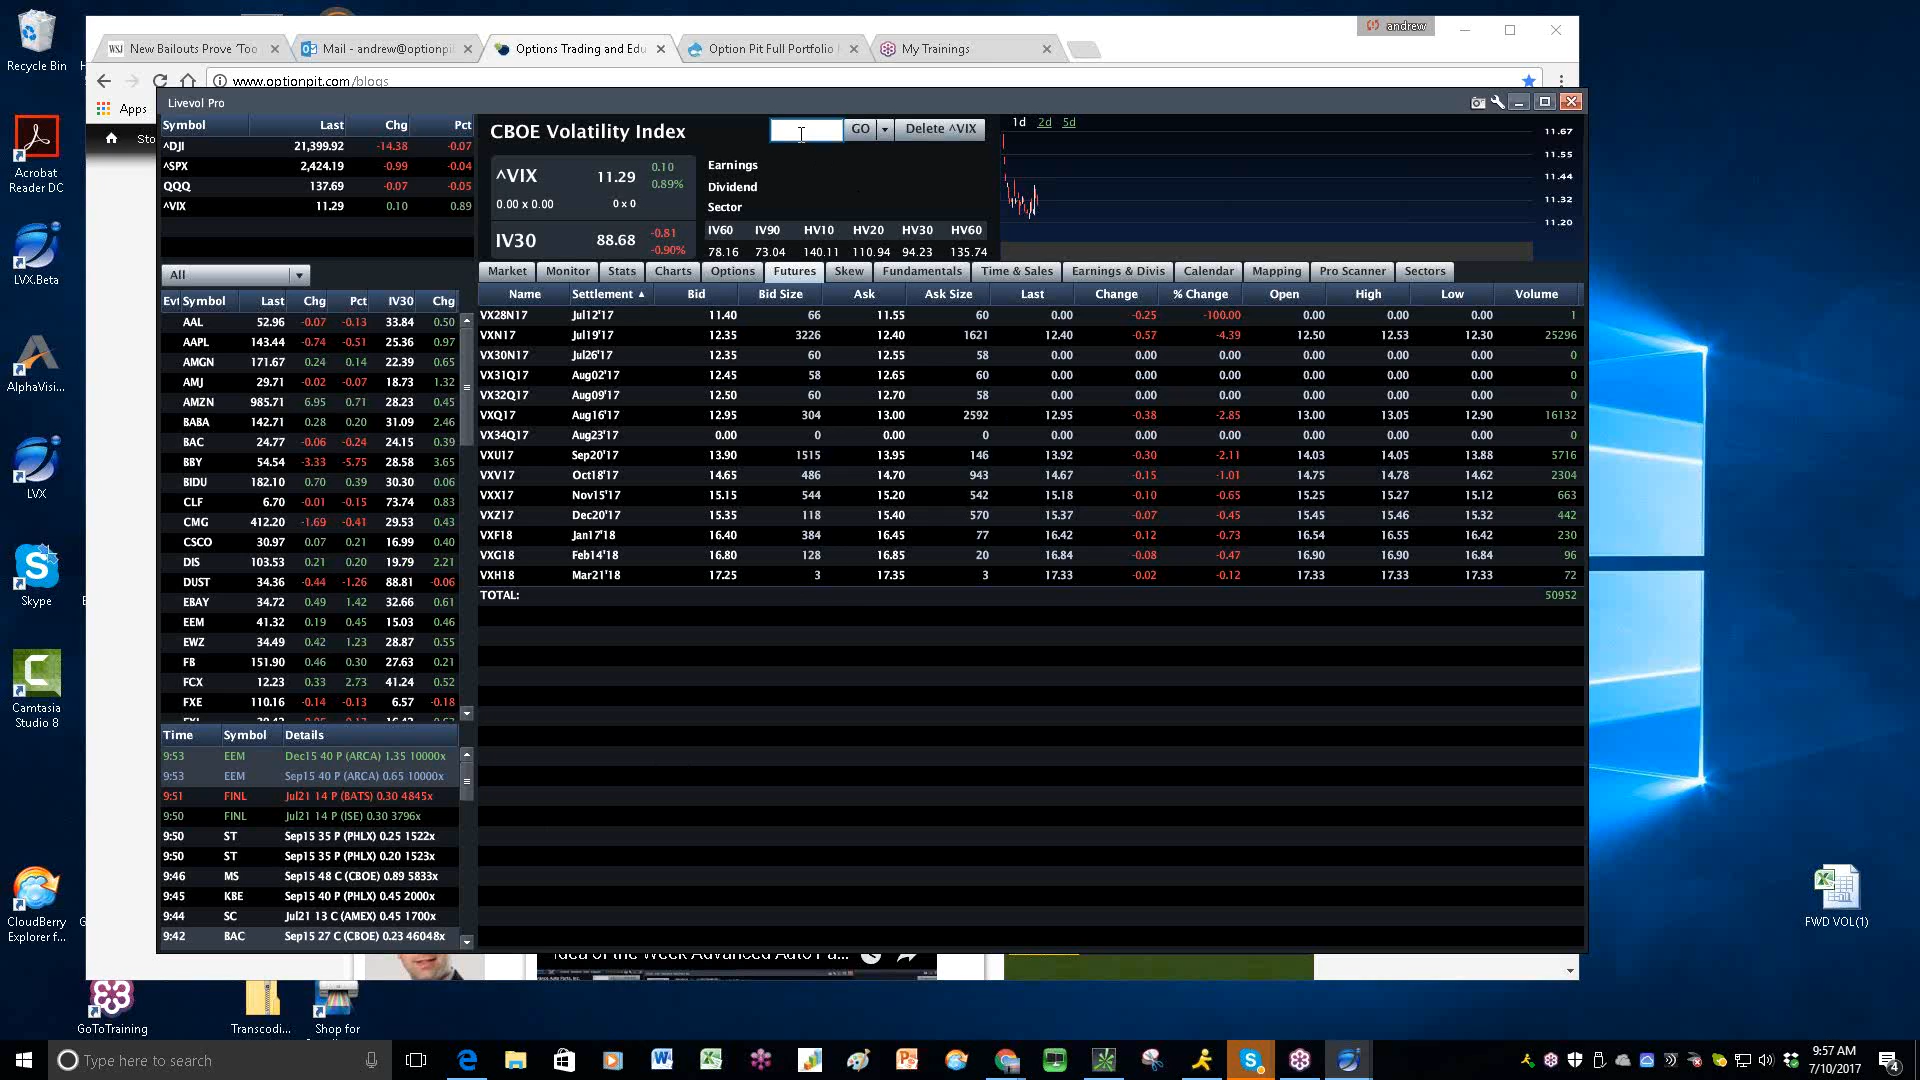 Recycle Bin
Acrobat
Reader DC
LVX.Beta
AlphaVisi...
LVX
Skype
Camtasia
Studio 8
CloudBerry
Explorer f...
GoToTraining
Transcodi...
Shop for
FWD VOL(1)
andrew
New Bailouts Prove 'Too
Mail - andrew@optionpi
Options Trading and Edu
Option Pit Full Portfolio
My Trainings
www.optionpit.com/blogs
Apps
Sto
Livevol Pro
Symbol Last Chg Pct
^DJI 21,399.92 -14.38 -0.07
^SPX 2,424.19 -0.99 -0.04
QQQ 137.69 -0.07 -0.05
^VIX 11.29 0.10 0.89
CBOE Volatility Index
GO
Delete ^VIX
^VIX 11.29 0.10
0.89%
0.00 x 0.00 0 x 0
IV30 88.68 -0.81
-0.90%
Earnings
Dividend
Sector
IV60 IV90 HV10 HV20 HV30 HV60
78.16 73.04 140.11 110.94 94.23 135.74
1d 2d 5d
11.67
11.55
11.44
11.32
11.20
All
Market Monitor Stats Charts Options Futures Skew Fundamentals Time & Sales Earnings & Divis Calendar Mapping Pro Scanner Sectors
Evt Symbol Last Chg Pct IV30 Chg
AAL 52.96 -0.07 -0.13 33.84 0.50
AAPL 143.44 -0.74 -0.51 25.36 0.97
AMGN 171.67 0.24 0.14 22.39 0.65
AMJ 29.71 -0.02 -0.07 18.73 1.32
AMZN 985.71 6.95 0.71 28.23 0.45
BABA 142.71 0.28 0.20 31.09 2.46
BAC 24.77 -0.06 -0.24 24.15 0.39
BBY 54.54 -3.33 -5.75 28.58 3.65
BIDU 182.10 0.70 0.39 30.30 0.06
CLF 6.70 -0.01 -0.15 73.74 0.83
CMG 412.20 -1.69 -0.41 29.53 0.43
CSCO 30.97 0.07 0.21 16.99 0.40
DIS 103.53 0.21 0.20 19.79 2.21
DUST 34.36 -0.44 -1.26 88.81 -0.06
EBAY 34.72 0.49 1.42 32.66 0.61
EEM 41.32 0.19 0.45 15.03 0.46
EWZ 34.49 0.42 1.23 28.87 0.55
FB 151.90 0.46 0.30 27.63 0.21
FCX 12.23 0.33 2.73 41.24 0.52
FXE 110.16 -0.14 -0.13 6.57 -0.18
Name Settlement Bid Bid Size Ask Ask Size Last Change % Change Open High Low Volume
VX28N17 Jul12'17 11.40 66 11.55 60 0.00 -0.25 -100.00 0.00 0.00 0.00 1
VXN17 Jul19'17 12.35 3226 12.40 1621 12.40 -0.57 -4.39 12.50 12.53 12.30 25296
VX30N17 Jul26'17 12.35 60 12.55 58 0.00 0.00 0.00 0.00 0.00 0.00 0
VX31Q17 Aug02'17 12.45 58 12.65 60 0.00 0.00 0.00 0.00 0.00 0.00 0
VX32Q17 Aug09'17 12.50 60 12.70 58 0.00 0.00 0.00 0.00 0.00 0.00 0
VXQ17 Aug16'17 12.95 304 13.00 2592 12.95 -0.38 -2.85 13.00 13.05 12.90 16132
VX34Q17 Aug23'17 0.00 0 0.00 0 0.00 0.00 0.00 0.00 0.00 0.00 0
VXU17 Sep20'17 13.90 1515 13.95 146 13.92 -0.30 -2.11 14.03 14.05 13.88 5716
VXV17 Oct18'17 14.65 486 14.70 943 14.67 -0.15 -1.01 14.75 14.78 14.62 2304
VXX17 Nov15'17 15.15 544 15.20 542 15.18 -0.10 -0.65 15.25 15.27 15.12 663
VXZ17 Dec20'17 15.35 118 15.40 570 15.37 -0.07 -0.45 15.45 15.46 15.32 442
VXF18 Jan17'18 16.40 384 16.45 77 16.42 -0.12 -0.73 16.54 16.55 16.42 230
VXG18 Feb14'18 16.80 128 16.85 20 16.84 -0.08 -0.47 16.90 16.90 16.84 96
VXH18 Mar21'18 17.25 3 17.35 3 17.33 -0.02 -0.12 17.33 17.33 17.33 72
TOTAL: 50952
Time Symbol Details
9:53 EEM Dec15 40 P (ARCA) 1.35 10000x
9:53 EEM Sep15 40 P (ARCA) 0.65 10000x
9:51 FINL Jul21 14 P (BATS) 0.30 4845x
9:50 FINL Jul21 14 P (ISE) 0.30 3796x
9:50 ST Sep15 35 P (PHLX) 0.25 1522x
9:50 ST Sep15 35 P (PHLX) 0.20 1523x
9:46 MS Sep15 48 C (CBOE) 0.89 5833x
9:45 KBE Sep15 40 P (PHLX) 0.45 2000x
9:44 SC Jul21 13 C (AMEX) 0.45 1700x
9:42 BAC Sep15 27 C (CBOE) 0.23 46048x
Idea of the Week Advanced Auto Pa...
Type here to search
9:57 AM
7/10/2017
4